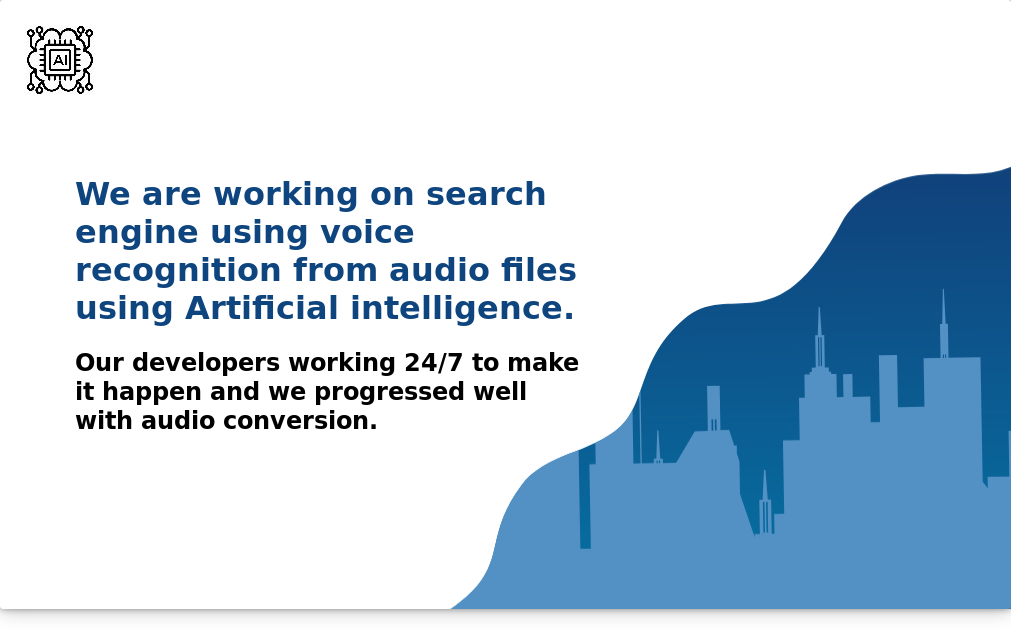 AI
We are working on search
engine using voice
recognition from audio files
using Artificial intelligence.
Our developers working 24/7 to make
it happen and we progressed well
with audio conversion.